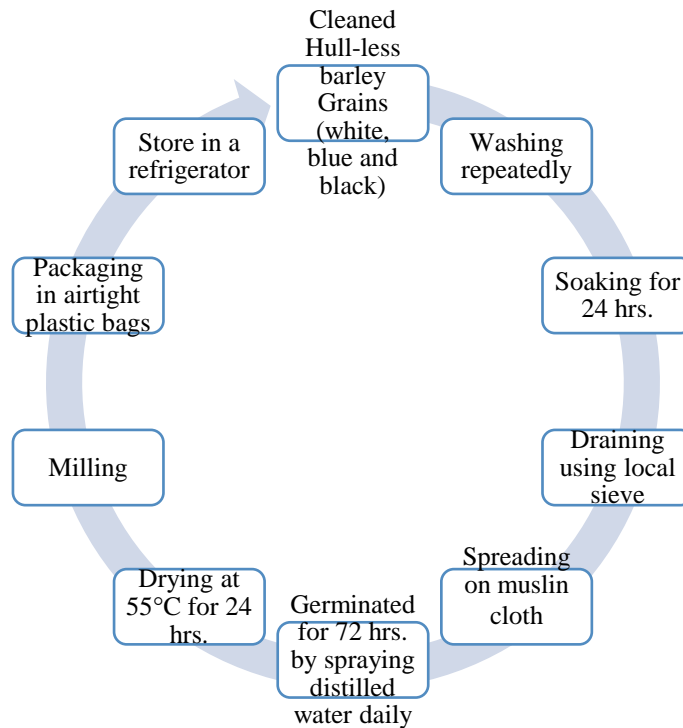 Cleaned
Hull-less
barley
Grains
(white,
blue and
black)
Washing
repeatedly
Soaking for
24 hrs.
Draining
using local
sieve
Spreading
on muslin
cloth
Germinated
for 72 hrs.
by spraying
distilled
water daily
Drying at
55°C for 24
hrs.
Milling
Packaging
in airtight
plastic bags
Store in a
refrigerator